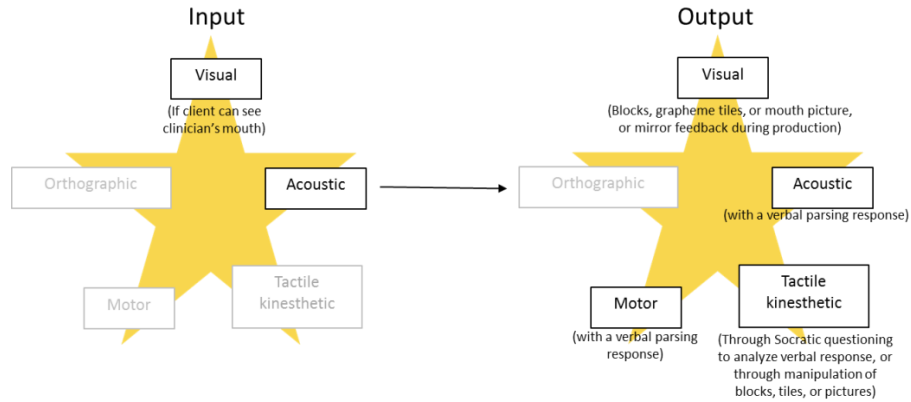 Input
Visual
(If client can see
clinician's mouth)
Orthographic
Acoustic
Motor
Tactile
kinesthetic
Output
Visual
(Blocks, grapheme tiles, or mouth picture,
or mirror feedback during production)
Orthographic
Acoustic
(with a verbal parsing response)
Motor
(with a verbal parsing
response)
Tactile
kinesthetic
(Through Socratic questioning
to analyze verbal response, or
through manipulation of
blocks, tiles, or pictures)